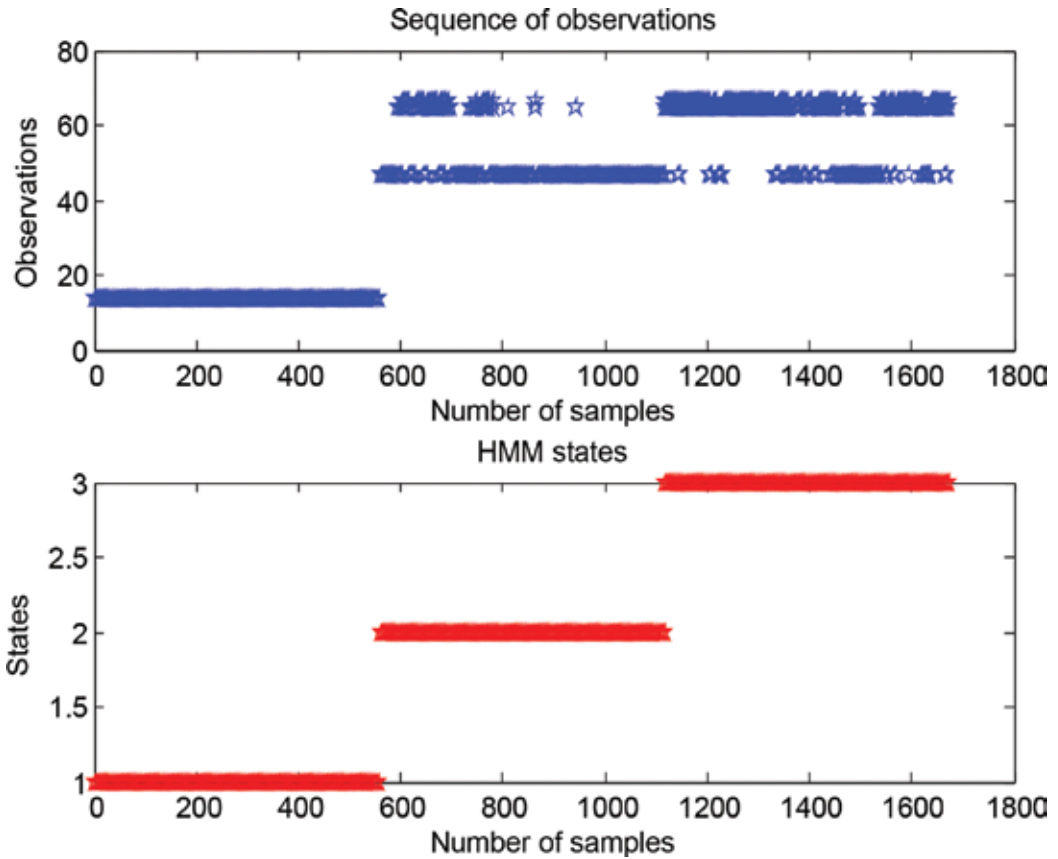 Sequence of observations
80
60
40
20
0
Observations
0 200 400 600 800 1000 1200 1400 1600 1800
Number of samples
HMM states
3
2.5
2
1.5
1
States
0 200 400 600 800 1000 1200 1400 1600 1800
Number of samples